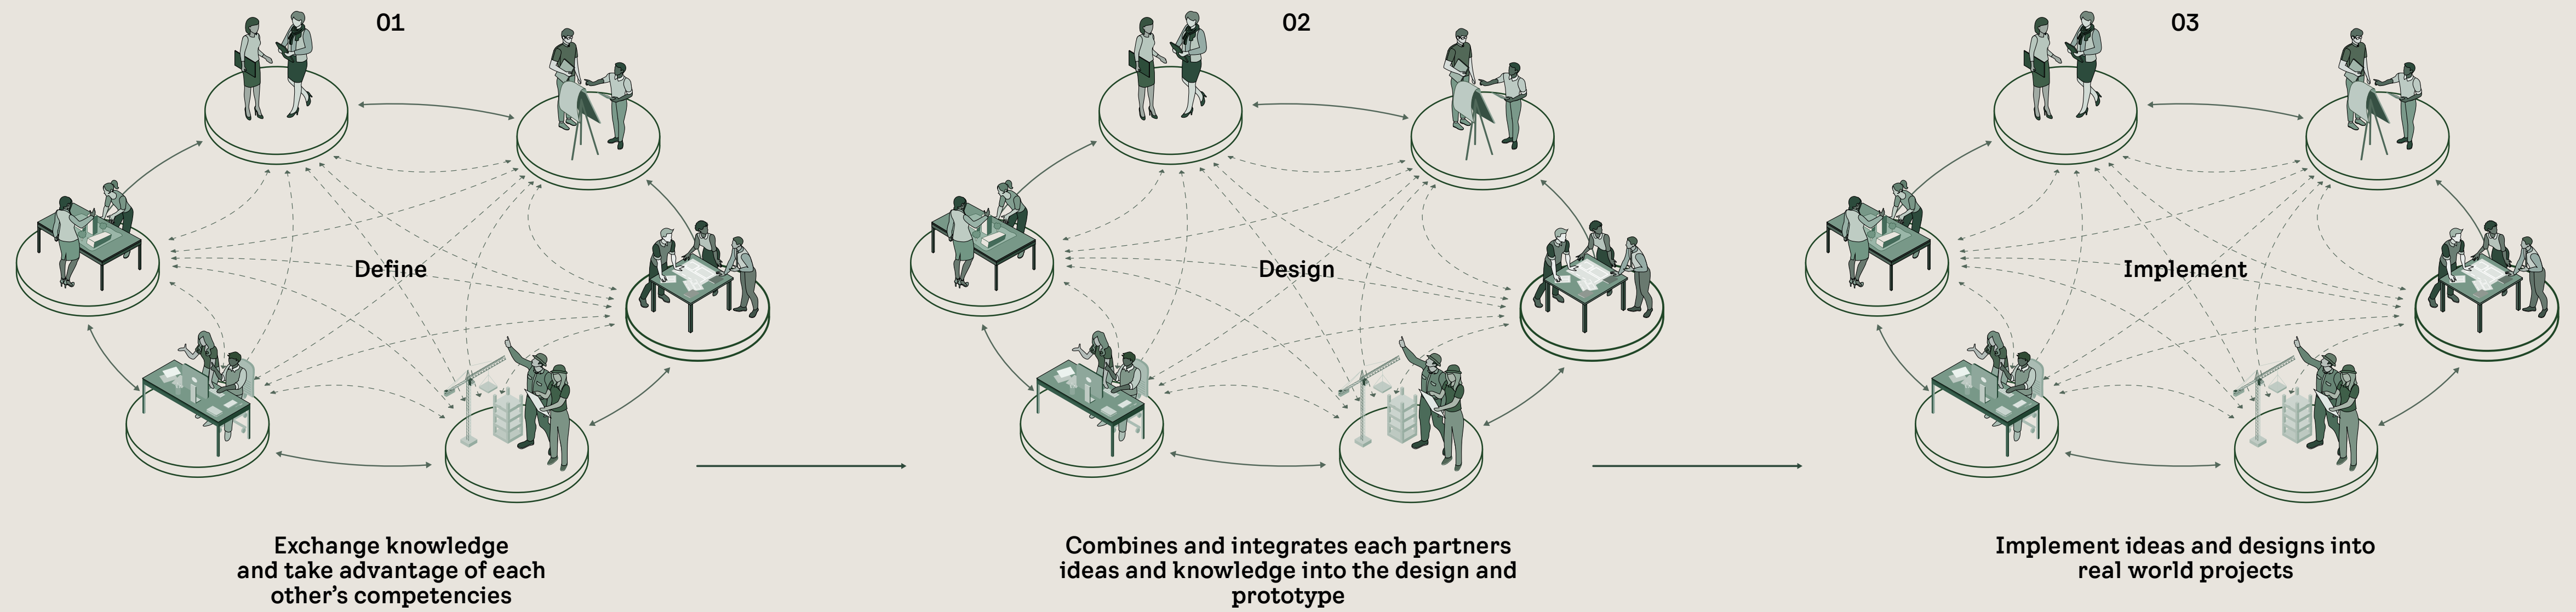 01
Define
Exchange knowledge
and take advantage of each
other's competencies
02
Design
Combines and integrates each partners
ideas and knowledge into the design and
prototype
03
Implement
Implement ideas and designs into
real world projects